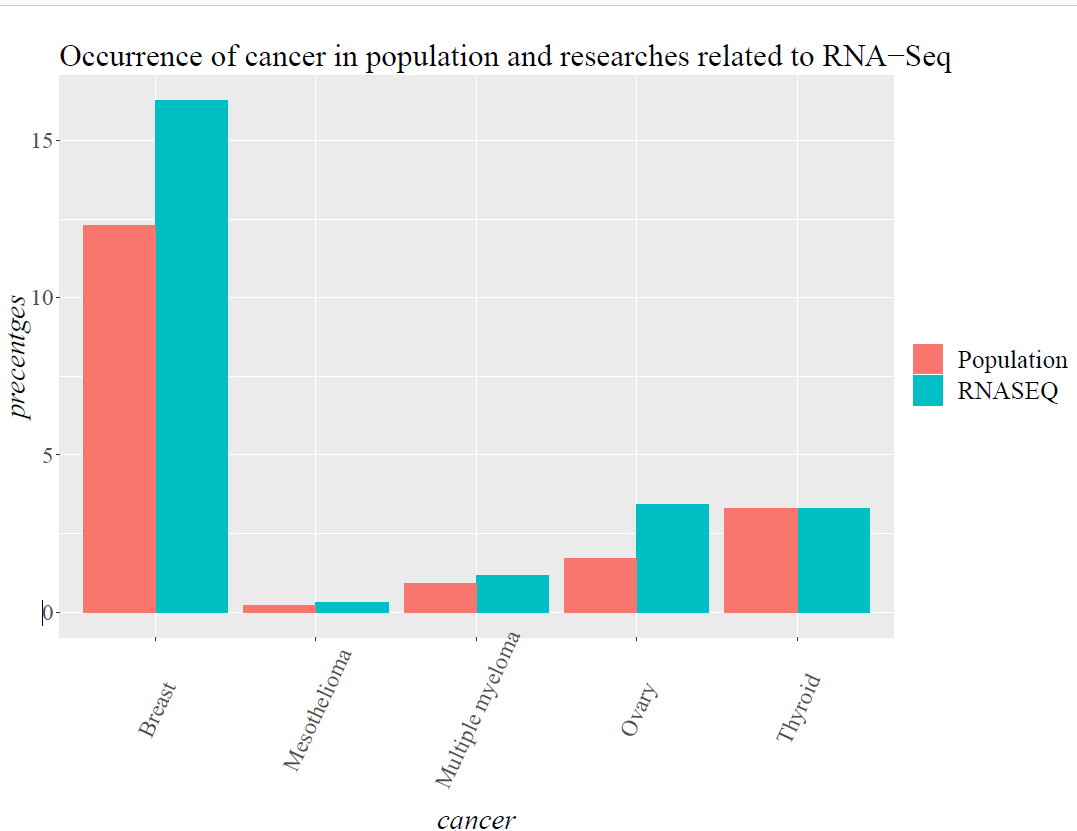 Occurrence of cancer in population and researches related to RNA−Seq
precentges
15
10
5
0
Population
RNASEQ
Breast
Mesothelioma
Multiple myeloma
Ovary
Thyroid
cancer